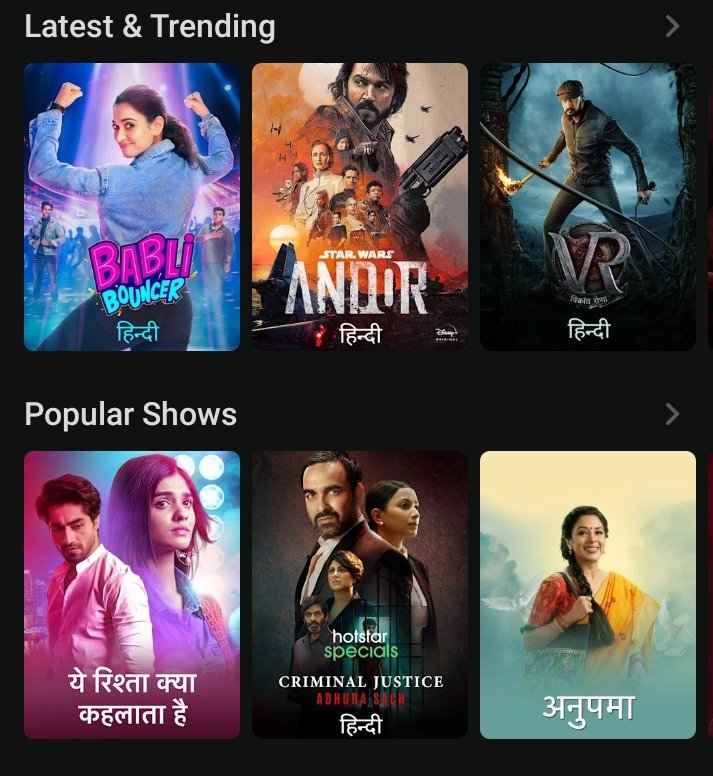 Latest & Trending
BABLI
BOUNCER
हिन्दी
STAR WARS
ANDOR
हिन्दी
Disney+
ORIGINAL
VR
विक्रांत रोणा
हिन्दी
Popular Shows
ये रिश्ता क्या
कहलाता है
hotstar
specials
CRIMINAL JUSTICE
ADHURA SACH
हिन्दी
अनुपमा